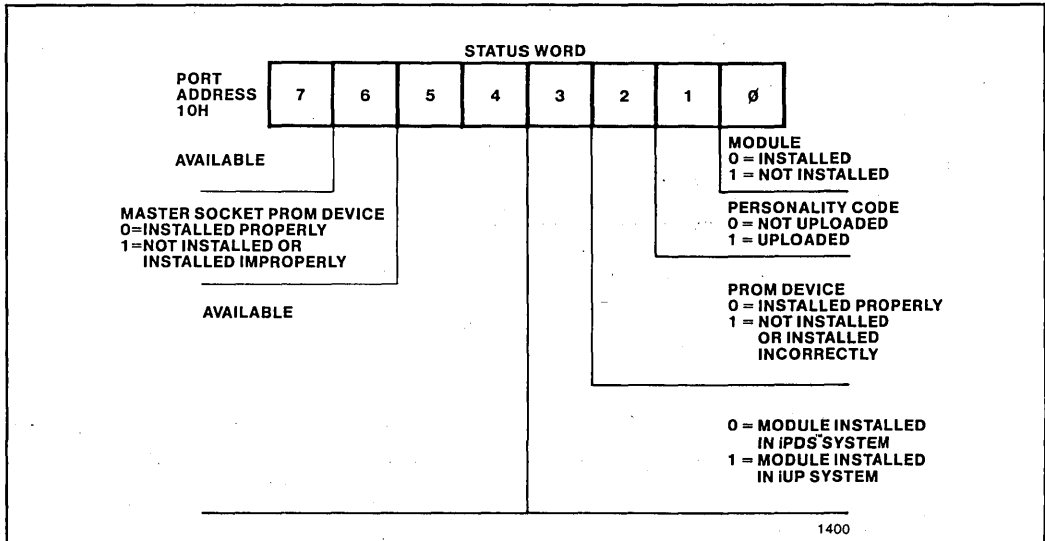 STATUS WORD
PORT
ADDRESS
10H
7 6 5 4 3 2 1 Ø
AVAILABLE
MASTER SOCKET PROM DEVICE
0=INSTALLED PROPERLY
1=NOT INSTALLED OR
INSTALLED IMPROPERLY
AVAILABLE
MODULE
0 = INSTALLED
1 = NOT INSTALLED
PERSONALITY CODE
0 = NOT UPLOADED
1 = UPLOADED
PROM DEVICE
0 = INSTALLED PROPERLY
1 = NOT INSTALLED
OR INSTALLED
INCORRECTLY
0 = MODULE INSTALLED
IN iPDS™ SYSTEM
1 = MODULE INSTALLED
IN iUP SYSTEM
1400